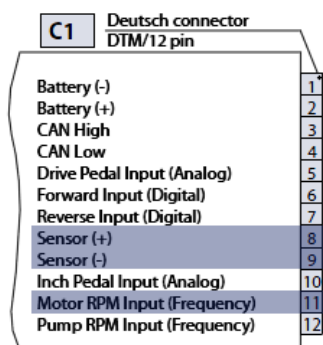 C1 Deutsch connector
DTM/12 pin
Battery (-) 1
Battery (+) 2
CAN High 3
CAN Low 4
Drive Pedal Input (Analog) 5
Forward Input (Digital) 6
Reverse Input (Digital) 7
Sensor (+) 8
Sensor (-) 9
Inch Pedal Input (Analog) 10
Motor RPM Input (Frequency) 11
Pump RPM Input (Frequency) 12